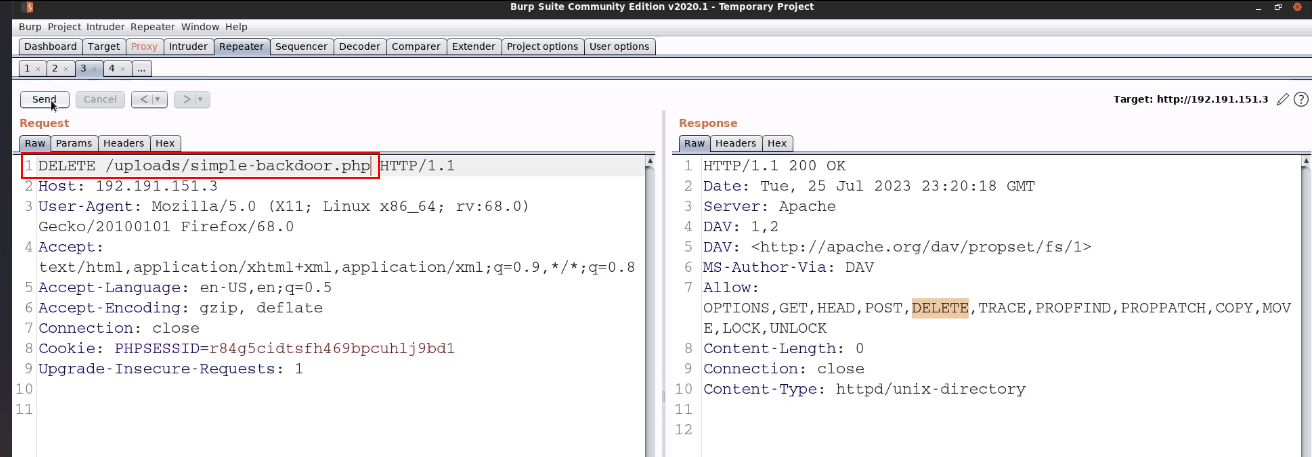 Burp Suite Community Edition v2020.1 - Temporary Project
Burp Project Intruder Repeater Window Help
Dashboard Target Proxy Intruder Repeater Sequencer Decoder Comparer Extender Project options User options
1 × 2 × 3 × 4 × ...
Send Cancel < > Target: http://192.191.151.3 ?
Request
Raw Params Headers Hex
1 DELETE /uploads/simple-backdoor.php HTTP/1.1
2 Host: 192.191.151.3
3 User-Agent: Mozilla/5.0 (X11; Linux x86_64; rv:68.0)
Gecko/20100101 Firefox/68.0
4 Accept:
text/html,application/xhtml+xml,application/xml;q=0.9,*/*;q=0.8
5 Accept-Language: en-US,en;q=0.5
6 Accept-Encoding: gzip, deflate
7 Connection: close
8 Cookie: PHPSESSID=r84g5cidtsfh469bpcuhlj9bd1
9 Upgrade-Insecure-Requests: 1
10
11
Response
Raw Headers Hex
1 HTTP/1.1 200 OK
2 Date: Tue, 25 Jul 2023 23:20:18 GMT
3 Server: Apache
4 DAV: 1,2
5 DAV: <http://apache.org/dav/propset/fs/1>
6 MS-Author-Via: DAV
7 Allow:
OPTIONS,GET,HEAD,POST,DELETE,TRACE,PROPFIND,PROPPATCH,COPY,MOV
E,LOCK,UNLOCK
8 Content-Length: 0
9 Connection: close
10 Content-Type: httpd/unix-directory
11
12